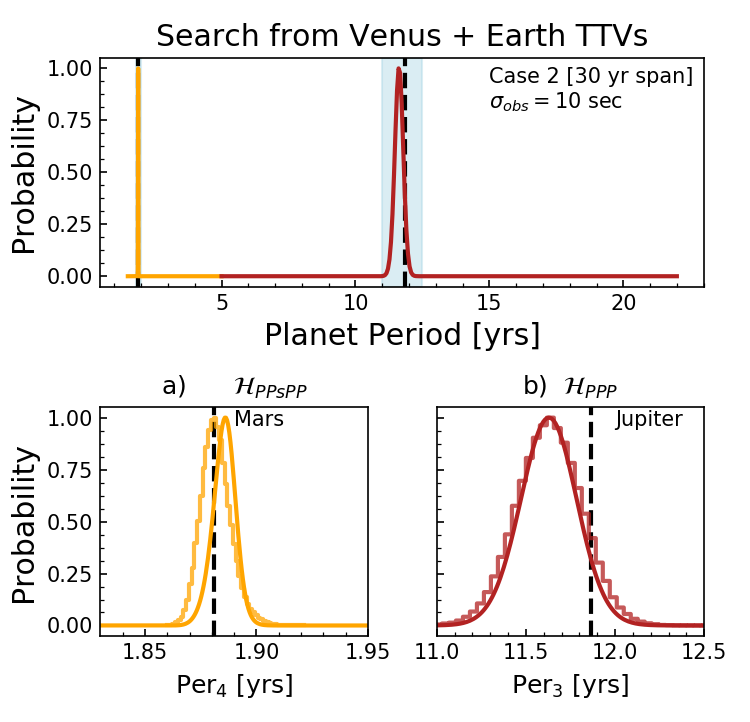 Search from Venus + Earth TTVs
Probability
1.00
0.75
0.50
0.25
0.00
Case 2 [30 yr span]
σ_obs = 10 sec
5 10 15 20
Planet Period [yrs]
a) ℋ_PPsPP
Probability
1.00
0.75
0.50
0.25
0.00
Mars
1.85 1.90 1.95
Per₄ [yrs]
b) ℋ_PPP
Jupiter
11.0 11.5 12.0 12.5
Per₃ [yrs]